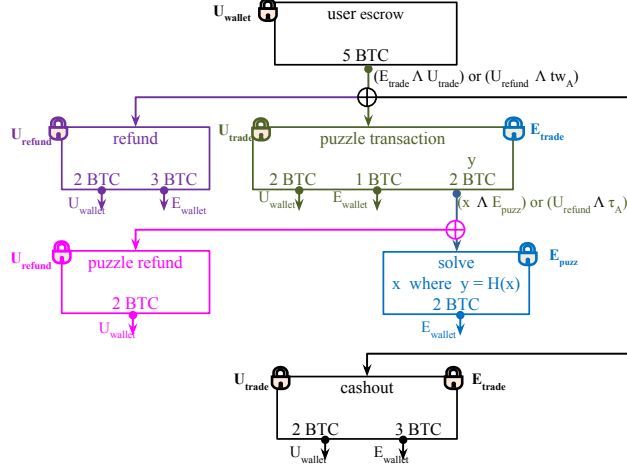 U_wallet
user escrow
5 BTC
(E_trade Λ U_trade) or (U_refund Λ tw_A)
U_refund
refund
2 BTC 3 BTC
U_wallet E_wallet
U_trade
puzzle transaction
E_trade
y
2 BTC 1 BTC 2 BTC
U_wallet E_wallet
(x Λ E_puzz) or (U_refund Λ τ_A)
U_refund
puzzle refund
2 BTC
U_wallet
solve
E_puzz
x where y = H(x)
2 BTC
E_wallet
U_trade
cashout
E_trade
2 BTC 3 BTC
U_wallet E_wallet